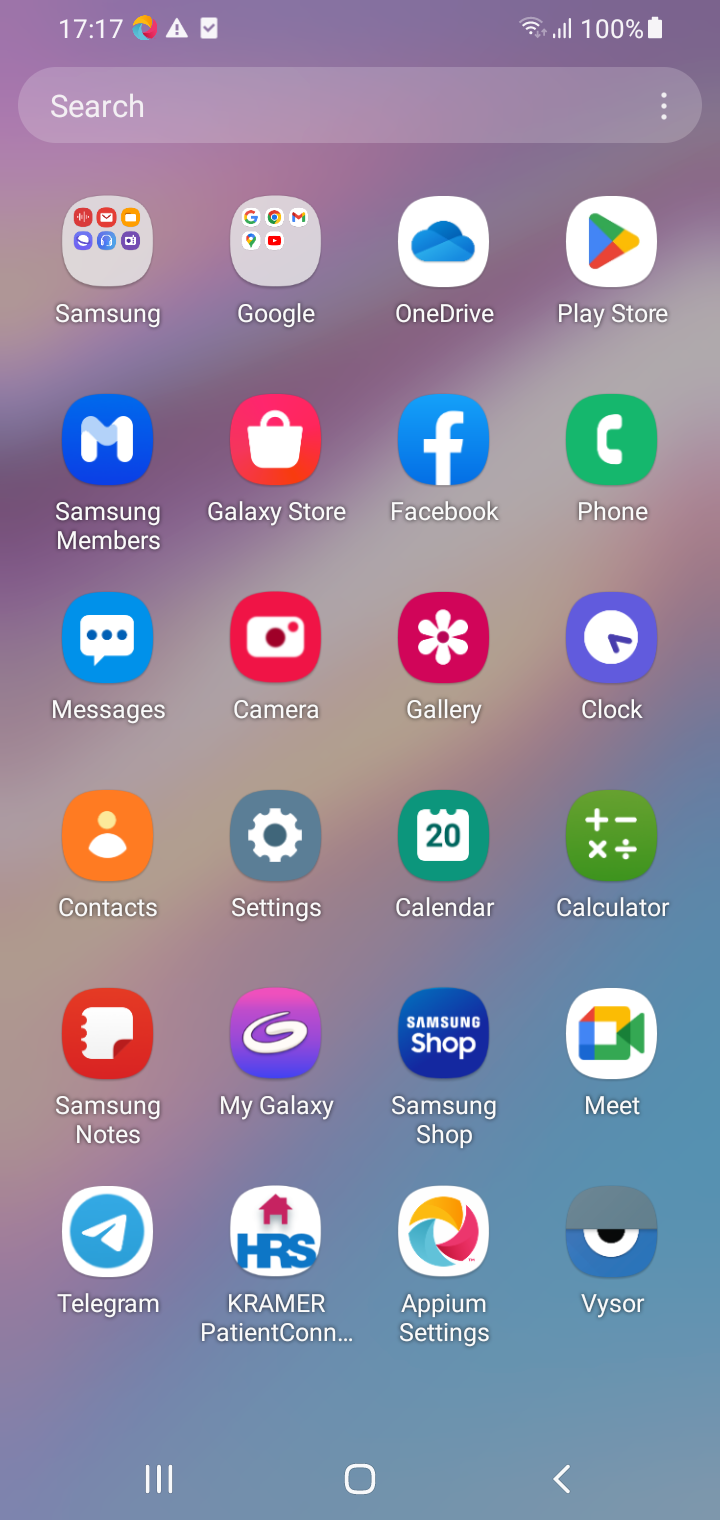 17:17 100%
Search
Samsung Google OneDrive Play Store
Samsung Members Galaxy Store Facebook Phone
Messages Camera Gallery Clock
20
Contacts Settings Calendar Calculator
SAMSUNG
Shop
Samsung Notes My Galaxy Samsung Shop Meet
HRS
Telegram KRAMER PatientConn... Appium Settings Vysor